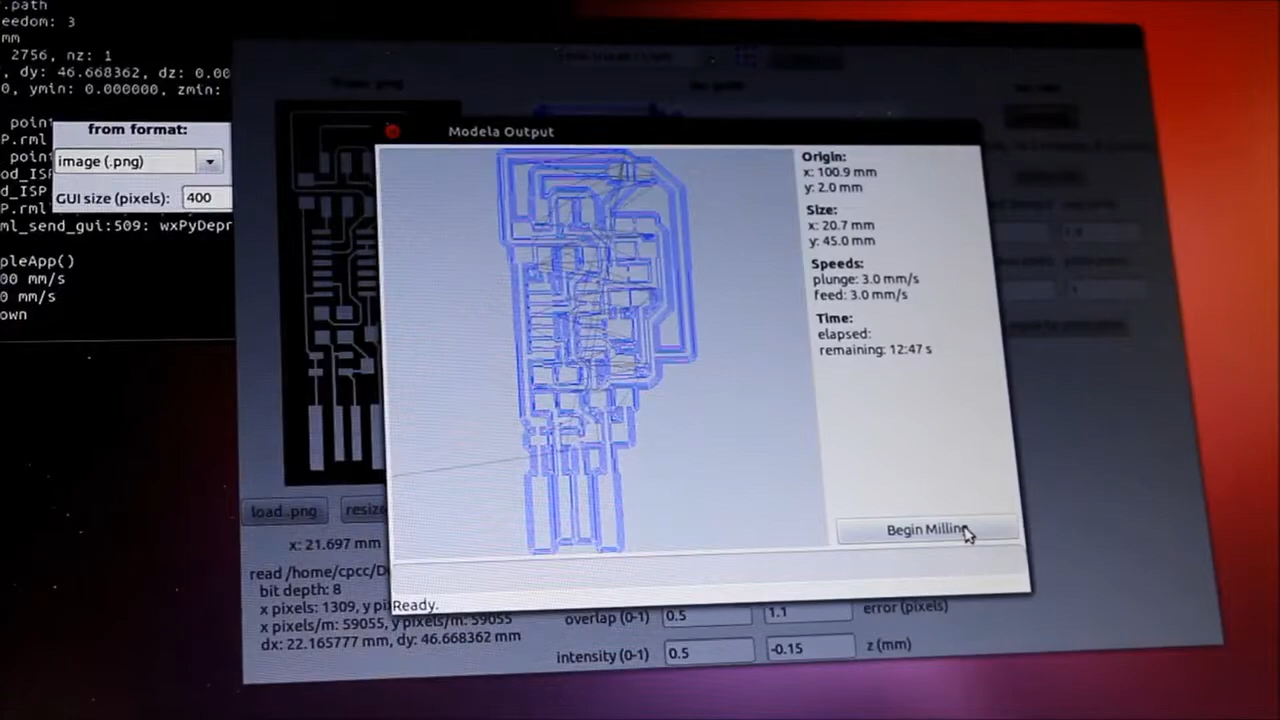 .path
eedom: 3
mm
2756, nz: 1
, dy: 46.668362, dz: 0.00
0, ymin: 0.000000, zmin:
point
P.rml
point
od_ISP
d_ISP
P.rml
ml_send_gui:509: wxPyDepr
pleApp()
00 mm/s
0 mm/s
own
from format:
image (.png)
GUI size (pixels): 400
Modela Output
Origin:
x: 100.9 mm
y: 2.0 mm
Size:
x: 20.7 mm
y: 45.0 mm
Speeds:
plunge: 3.0 mm/s
feed: 3.0 mm/s
Time:
elapsed:
remaining: 12:47 s
Begin Milling
Ready.
load .png
resize
x: 21.697 mm
read /home/cpcc/D
bit depth: 8
x pixels: 1309, y pi
x pixels/m: 59055, y pixels/m: 59055
dx: 22.165777 mm, dy: 46.668362 mm
overlap (0-1) 0.5 1.1 error (pixels)
intensity (0-1) 0.5 -0.15 z (mm)